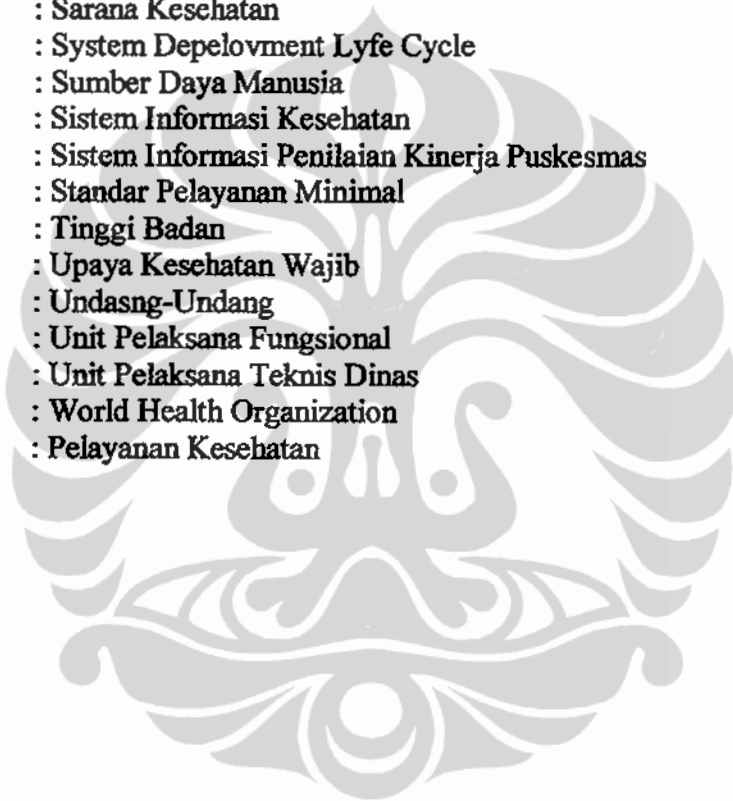 : Sarana Kesehatan
: System Depelovment Lyfe Cycle
: Sumber Daya Manusia
: Sistem Informasi Kesehatan
: Sistem Informasi Penilaian Kinerja Puskesmas
: Standar Pelayanan Minimal
: Tinggi Badan
: Upaya Kesehatan Wajib
: Undasng-Undang
: Unit Pelaksana Fungsional
: Unit Pelaksana Teknis Dinas
: World Health Organization
: Pelayanan Kesehatan